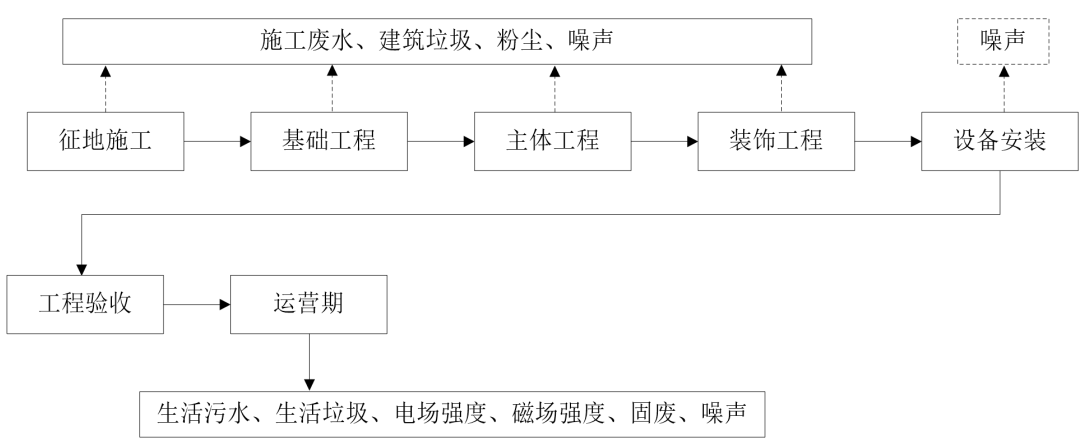 施工废水、建筑垃圾、粉尘、噪声
噪声
征地施工
基础工程
主体工程
装饰工程
设备安装
工程验收
运营期
生活污水、生活垃圾、电场强度、磁场强度、固废、噪声